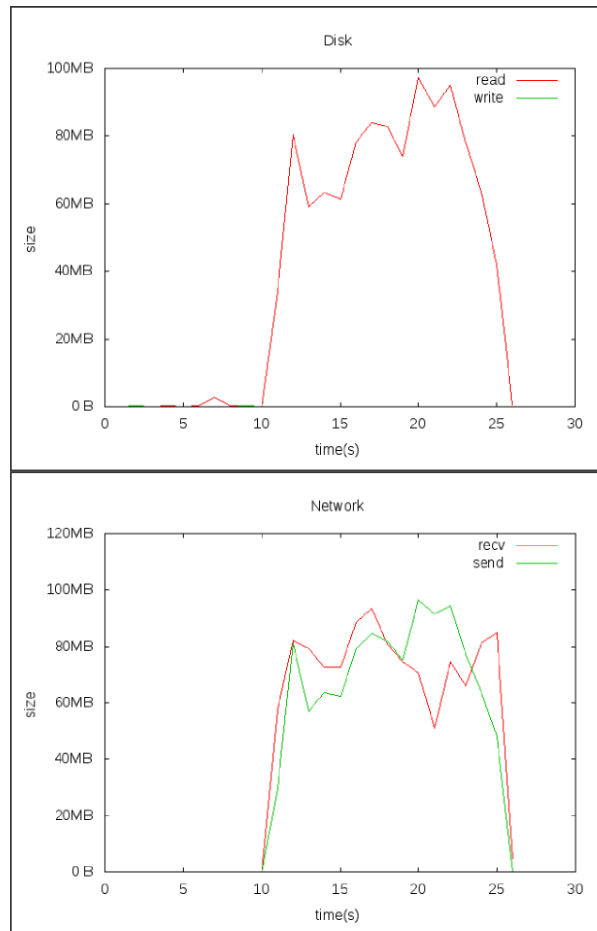 Disk
100MB
read
write
80MB
60MB
size
40MB
20MB
0 B
0 5 10 15 20 25 30
time(s)
Network
120MB
recv
send
100MB
80MB
60MB
size
40MB
20MB
0 B
0 5 10 15 20 25 30
time(s)